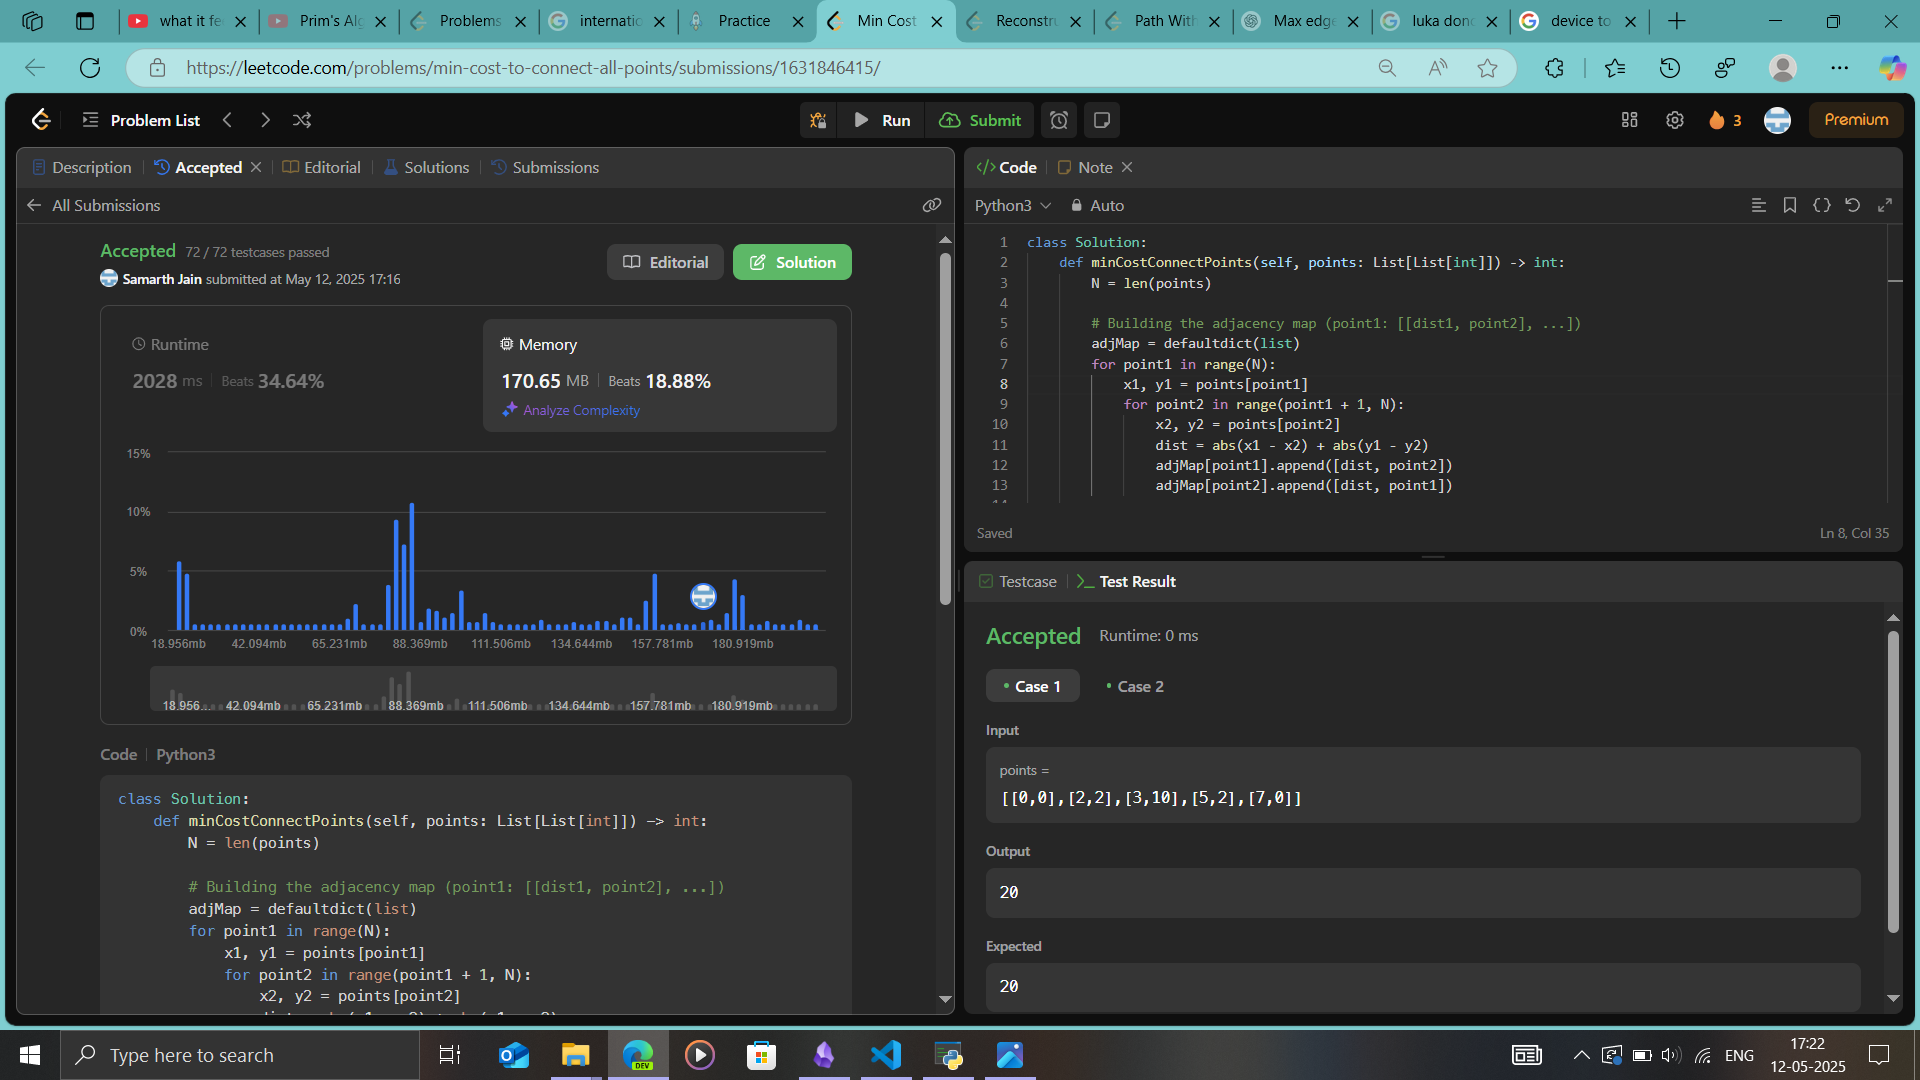 what it fe
Prim's Alg
Problems
internatio
Practice
Min Cost
Reconstru
Path With
Max edge
luka donc
device to
https://leetcode.com/problems/min-cost-to-connect-all-points/submissions/1631846415/
Problem List
Run
Submit
3
Premium
Description
Accepted
Editorial
Solutions
Submissions
All Submissions
Accepted 72 / 72 testcases passed
Samarth Jain submitted at May 12, 2025 17:16
Editorial
Solution
Runtime
2028 ms Beats 34.64%
Memory
170.65 MB Beats 18.88%
Analyze Complexity
15%
10%
5%
0%
18.956mb 42.094mb 65.231mb 88.369mb 111.506mb 134.644mb 157.781mb 180.919mb
18.956... 42.094mb 65.231mb 88.369mb 111.506mb 134.644mb 157.781mb 180.919mb
Code Python3
class Solution:
def minCostConnectPoints(self, points: List[List[int]]) -> int:
N = len(points)
# Building the adjacency map (point1: [[dist1, point2], ...])
adjMap = defaultdict(list)
for point1 in range(N):
x1, y1 = points[point1]
for point2 in range(point1 + 1, N):
x2, y2 = points[point2]
</> Code
Note
Python3
Auto
1 class Solution:
2 def minCostConnectPoints(self, points: List[List[int]]) -> int:
3 N = len(points)
4
5 # Building the adjacency map (point1: [[dist1, point2], ...])
6 adjMap = defaultdict(list)
7 for point1 in range(N):
8 x1, y1 = points[point1]
9 for point2 in range(point1 + 1, N):
10 x2, y2 = points[point2]
11 dist = abs(x1 - x2) + abs(y1 - y2)
12 adjMap[point1].append([dist, point2])
13 adjMap[point2].append([dist, point1])
Saved
Ln 8, Col 35
Testcase
Test Result
Accepted Runtime: 0 ms
Case 1
Case 2
Input
points =
[[0,0],[2,2],[3,10],[5,2],[7,0]]
Output
20
Expected
20
Type here to search
DEV
ENG
17:22
12-05-2025